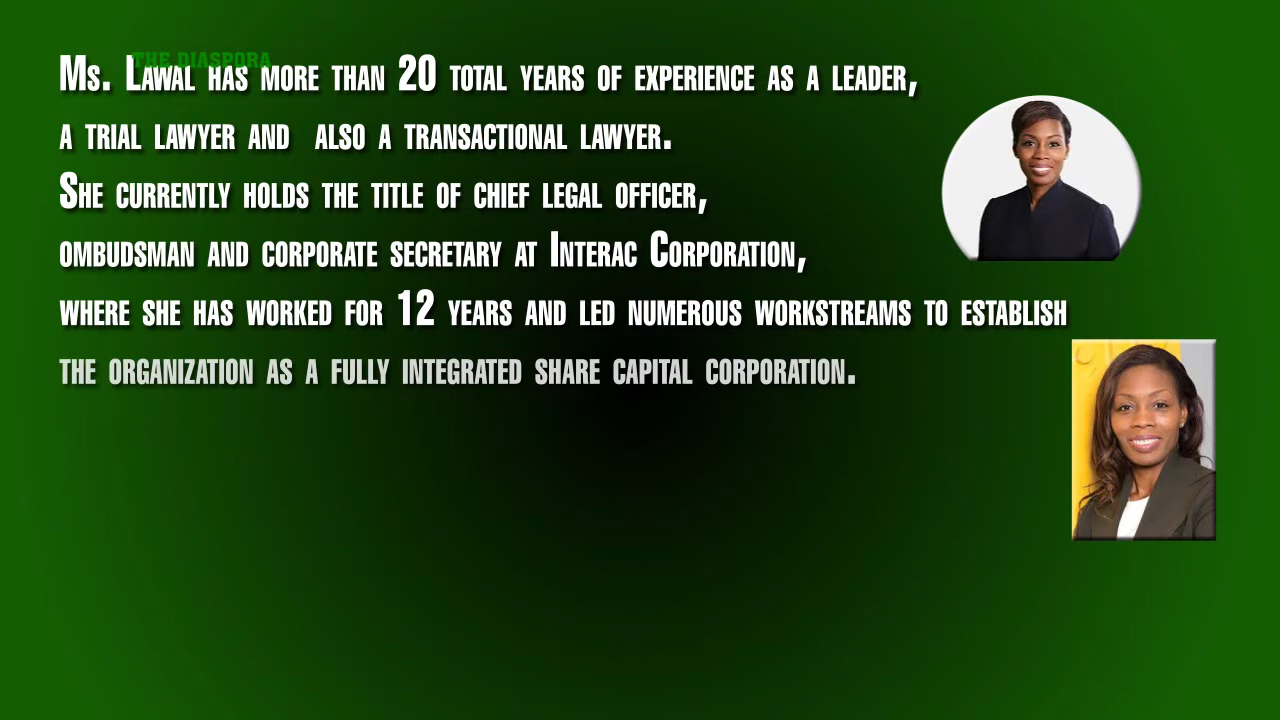 THE DIASPORA
Ms. Lawal has more than 20 total years of experience as a leader,
a trial lawyer and also a transactional lawyer.
She currently holds the title of chief legal officer,
ombudsman and corporate secretary at Interac Corporation,
where she has worked for 12 years and led numerous workstreams to establish
the organization as a fully integrated share capital corporation.